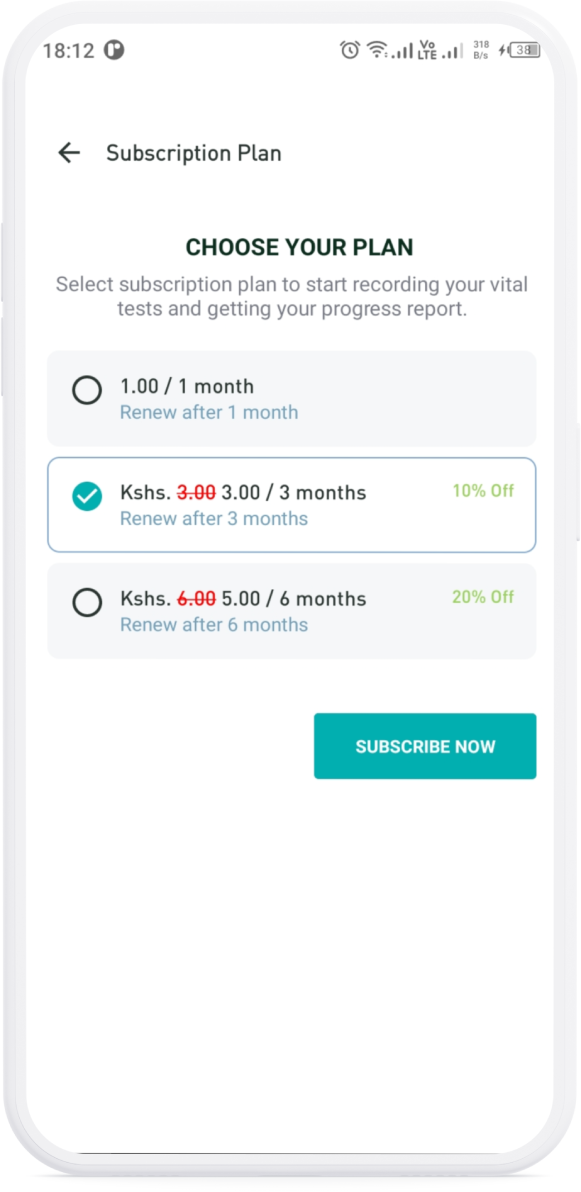 18:12
Vo LTE 318 B/s 38
Subscription Plan
CHOOSE YOUR PLAN
Select subscription plan to start recording your vital
tests and getting your progress report.
1.00 / 1 month
Renew after 1 month
Kshs. 3.00 3.00 / 3 months 10% Off
Renew after 3 months
Kshs. 6.00 5.00 / 6 months 20% Off
Renew after 6 months
SUBSCRIBE NOW